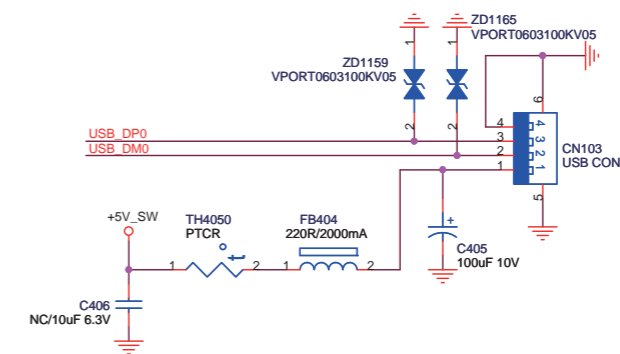 ZD1165
VPORT0603100KV05
ZD1159
VPORT0603100KV05
1
1
2
2
6
4
3
2
1
4
3
2
1
5
CN103
USB CON
USB_DP0
USB_DM0
+5V_SW
TH4050
PTCR
t
1
2
FB404
220R/2000mA
1
2
+
C405
100uF 10V
C406
NC/10uF 6.3V